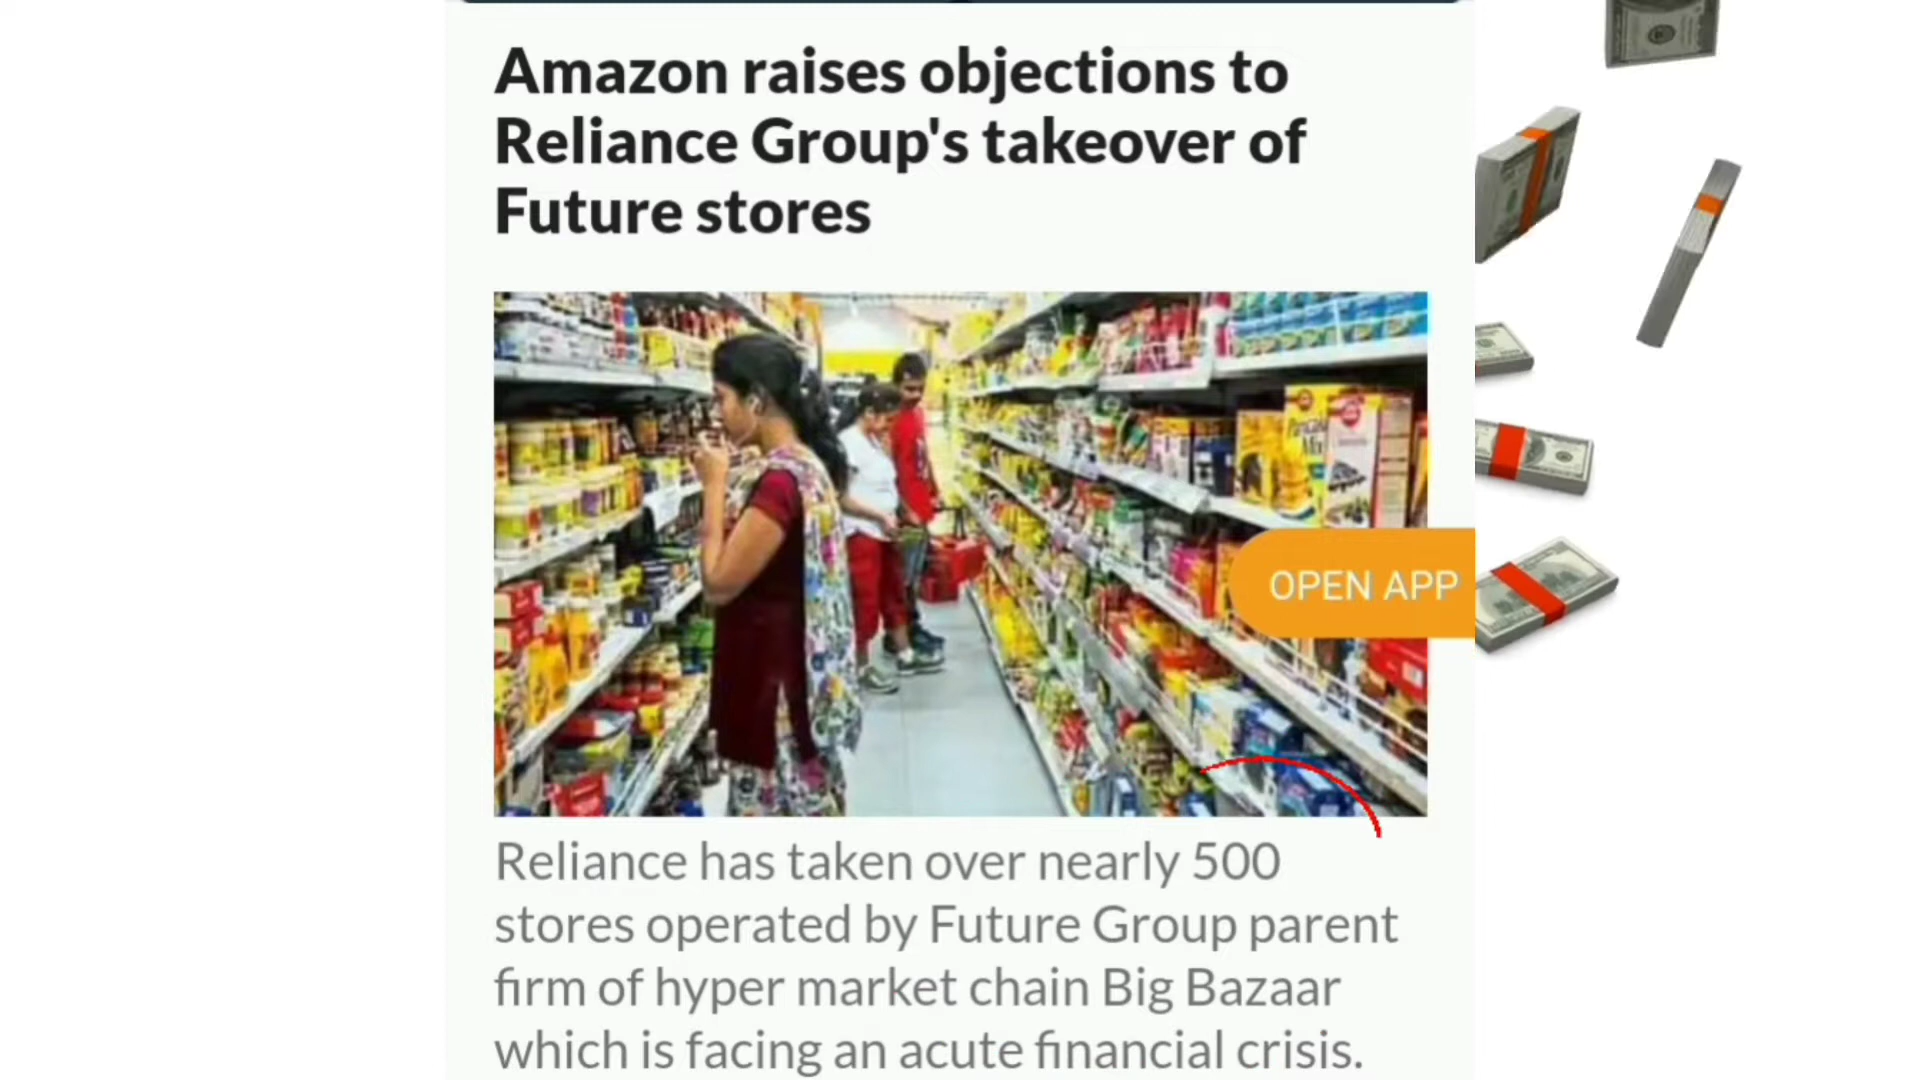 Amazon raises objections to
Reliance Group's takeover of
Future stores
OPEN APP
Reliance has taken over nearly 500
stores operated by Future Group parent
firm of hyper market chain Big Bazaar
which is facing an acute financial crisis.